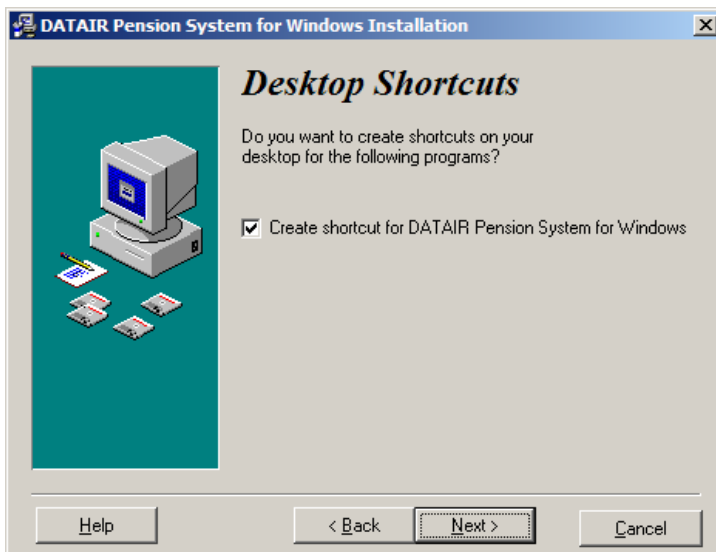 DATAIR Pension System for Windows Installation
Desktop Shortcuts
Do you want to create shortcuts on your
desktop for the following programs?
Create shortcut for DATAIR Pension System for Windows
Help
< Back
Next >
Cancel